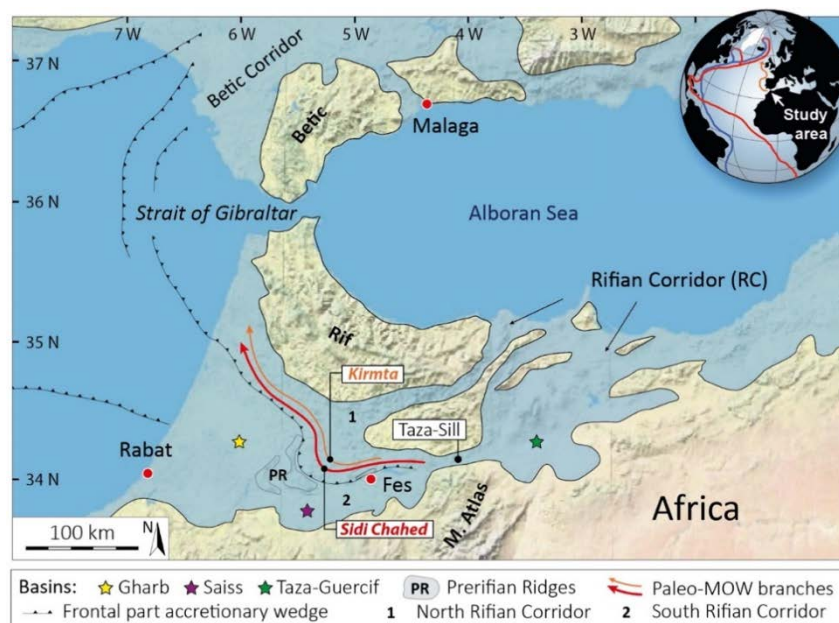 7 W
6 W
5 W
4 W
3 W
37 N
36 N
35 N
34 N
Betic Corridor
Betic
Malaga
Study
area
Strait of Gibraltar
Alboran Sea
Rifian Corridor (RC)
Rif
Kirmta
1
Taza-Sill
Rabat
PR
2
Fes
Sidi Chahed
M. Atlas
Africa
100 km
N
Basins: Gharb Saiss Taza-Guercif PR Prerifian Ridges Paleo-MOW branches
Frontal part accretionary wedge 1 North Rifian Corridor 2 South Rifian Corridor